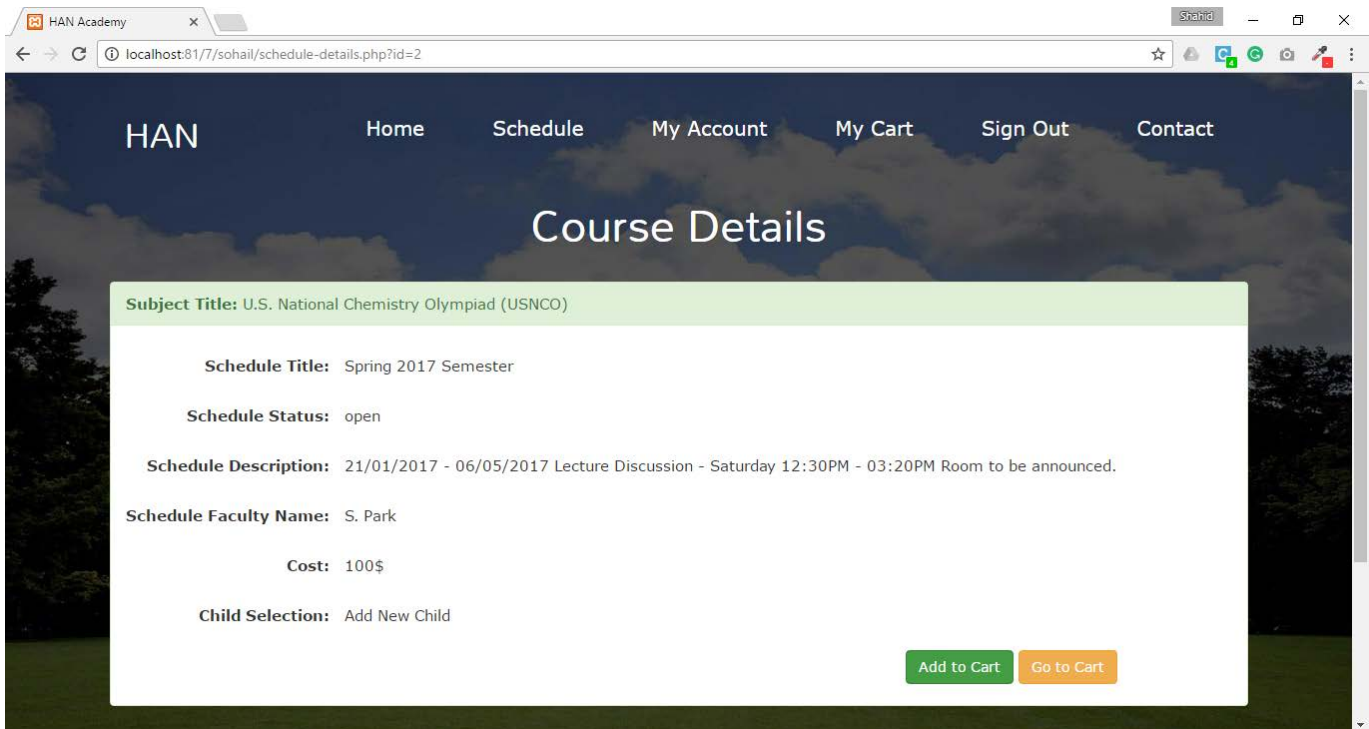 HAN Academy
Shahid
localhost:81/7/sohail/schedule-details.php?id=2
HAN Home Schedule My Account My Cart Sign Out Contact
Course Details
Subject Title: U.S. National Chemistry Olympiad (USNCO)
Schedule Title: Spring 2017 Semester
Schedule Status: open
Schedule Description: 21/01/2017 - 06/05/2017 Lecture Discussion - Saturday 12:30PM - 03:20PM Room to be announced.
Schedule Faculty Name: S. Park
Cost: 100$
Child Selection: Add New Child
Add to Cart Go to Cart